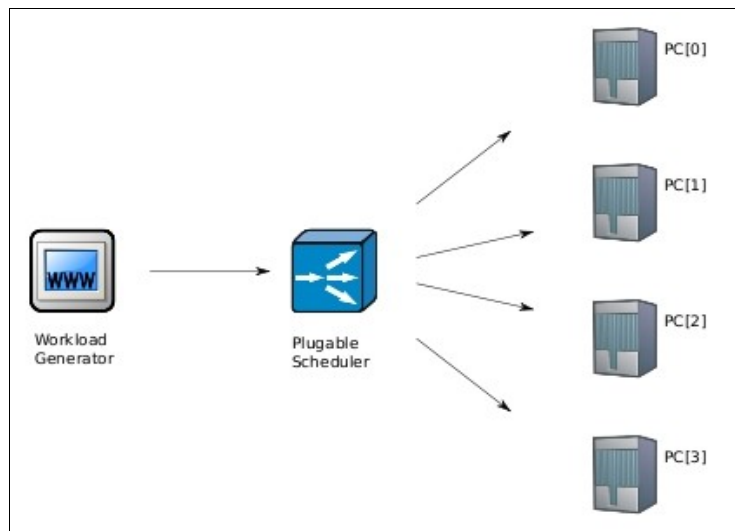 WWW
Workload
Generator
Plugable
Scheduler
PC[0]
PC[1]
PC[2]
PC[3]